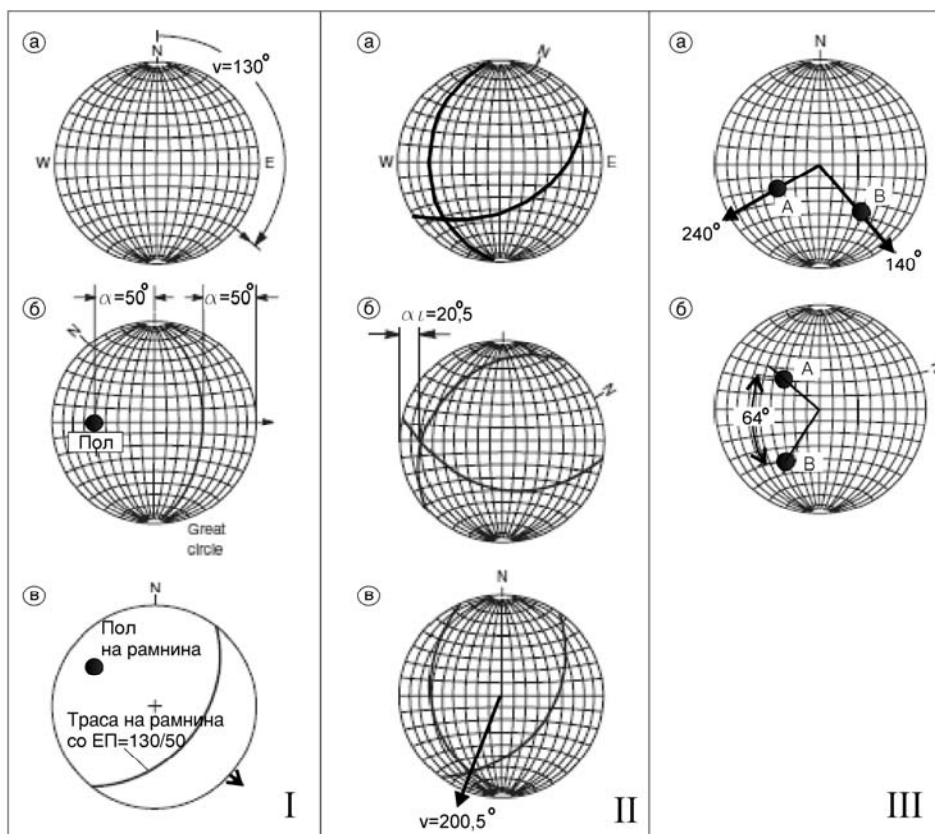 а
N
v=130°
W
E
б
α=50°
α=50°
N
Пол
Great
circle
в
N
Пол
на рамнина
Траса на рамнина
со ЕП=130/50
I
а
N
W
E
б
α ι=20°,5
N
в
N
v=200,5°
II
а
N
A
B
240°
140°
б
A
64°
B
III